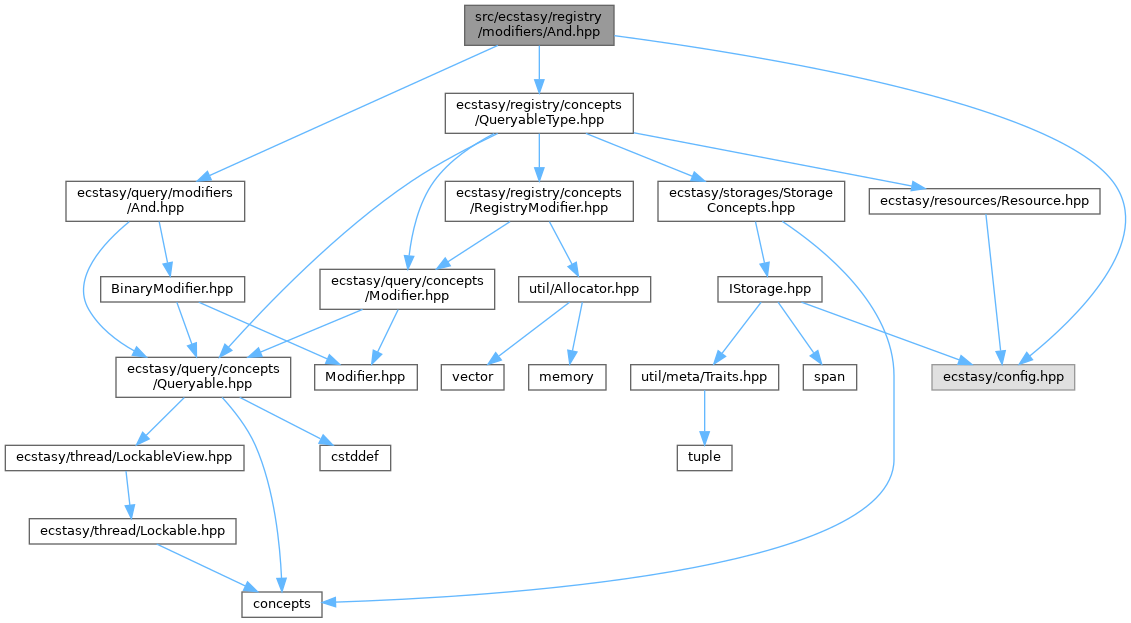 src/ecstasy/registry
/modifiers/And.hpp
ecstasy/registry/concepts
/QueryableType.hpp
ecstasy/query/modifiers
/And.hpp
ecstasy/registry/concepts
/RegistryModifier.hpp
ecstasy/storages/Storage
Concepts.hpp
ecstasy/resources/Resource.hpp
BinaryModifier.hpp
ecstasy/query/concepts
/Modifier.hpp
util/Allocator.hpp
IStorage.hpp
ecstasy/query/concepts
/Queryable.hpp
Modifier.hpp
vector
memory
util/meta/Traits.hpp
span
ecstasy/config.hpp
ecstasy/thread/LockableView.hpp
cstddef
tuple
ecstasy/thread/Lockable.hpp
concepts